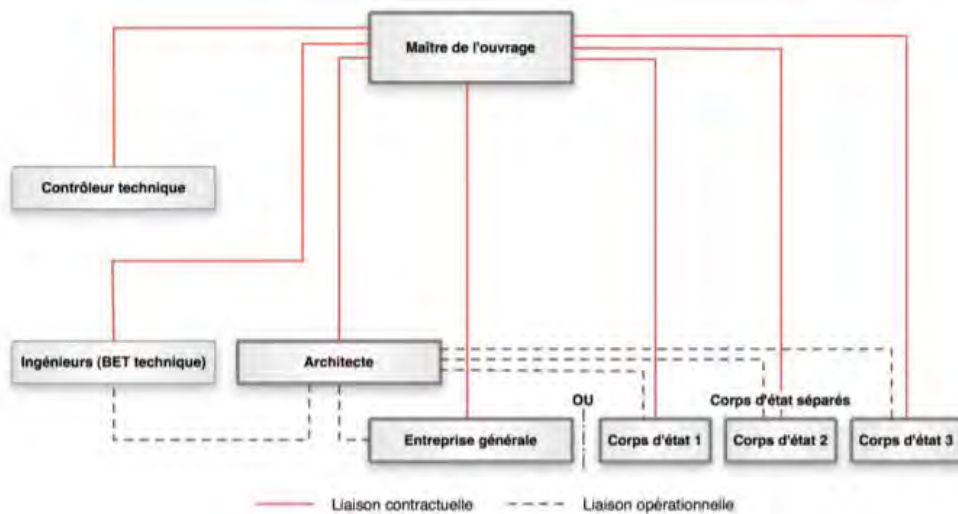 Maître de l'ouvrage
Contrôleur technique
Ingénieurs (BET technique)
Architecte
OU
Corps d'état séparés
Entreprise générale
Corps d'état 1
Corps d'état 2
Corps d'état 3
Liaison contractuelle
Liaison opérationnelle